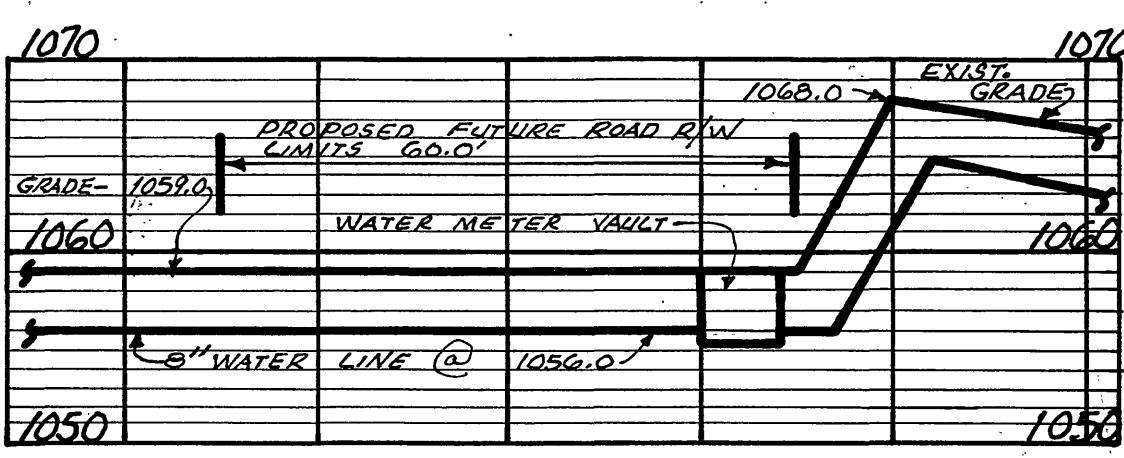 1070
1070
EXIST.
GRADE
1068.0
PROPOSED FUTURE ROAD R/W
LIMITS 60.0'
GRADE- 1059.0
WATER METER VAULT
1060
1060
8" WATER LINE @ 1056.0
1050
1050